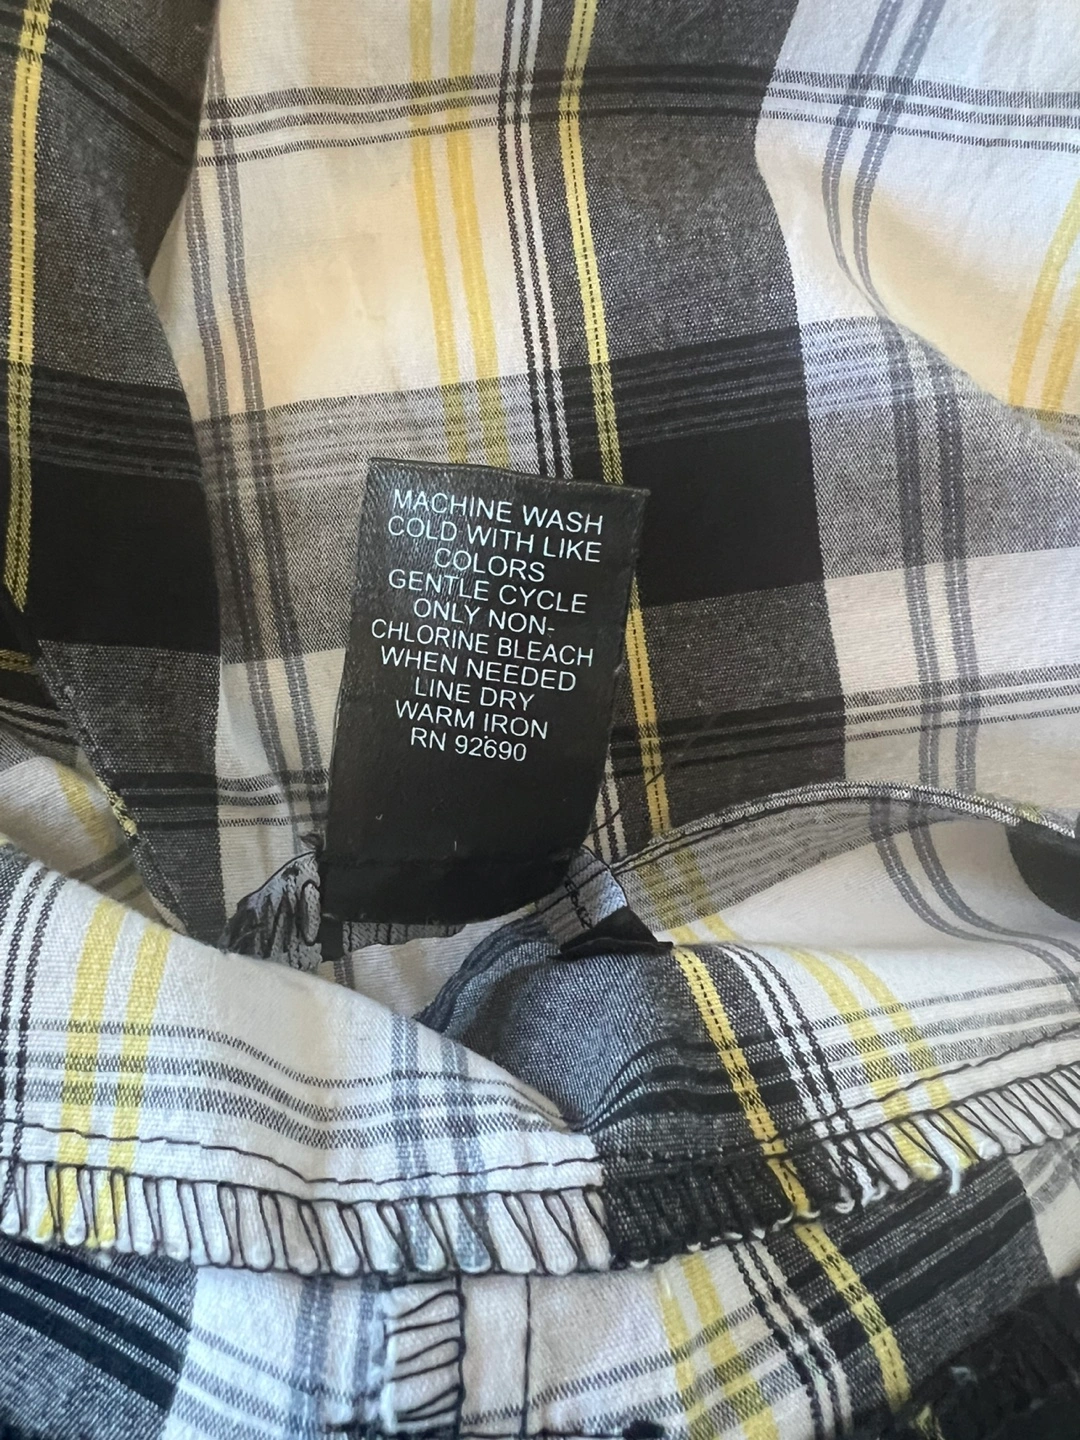 MACHINE WASH
COLD WITH LIKE
COLORS
GENTLE CYCLE
ONLY NON-
CHLORINE BLEACH
WHEN NEEDED
LINE DRY
WARM IRON
RN 92690